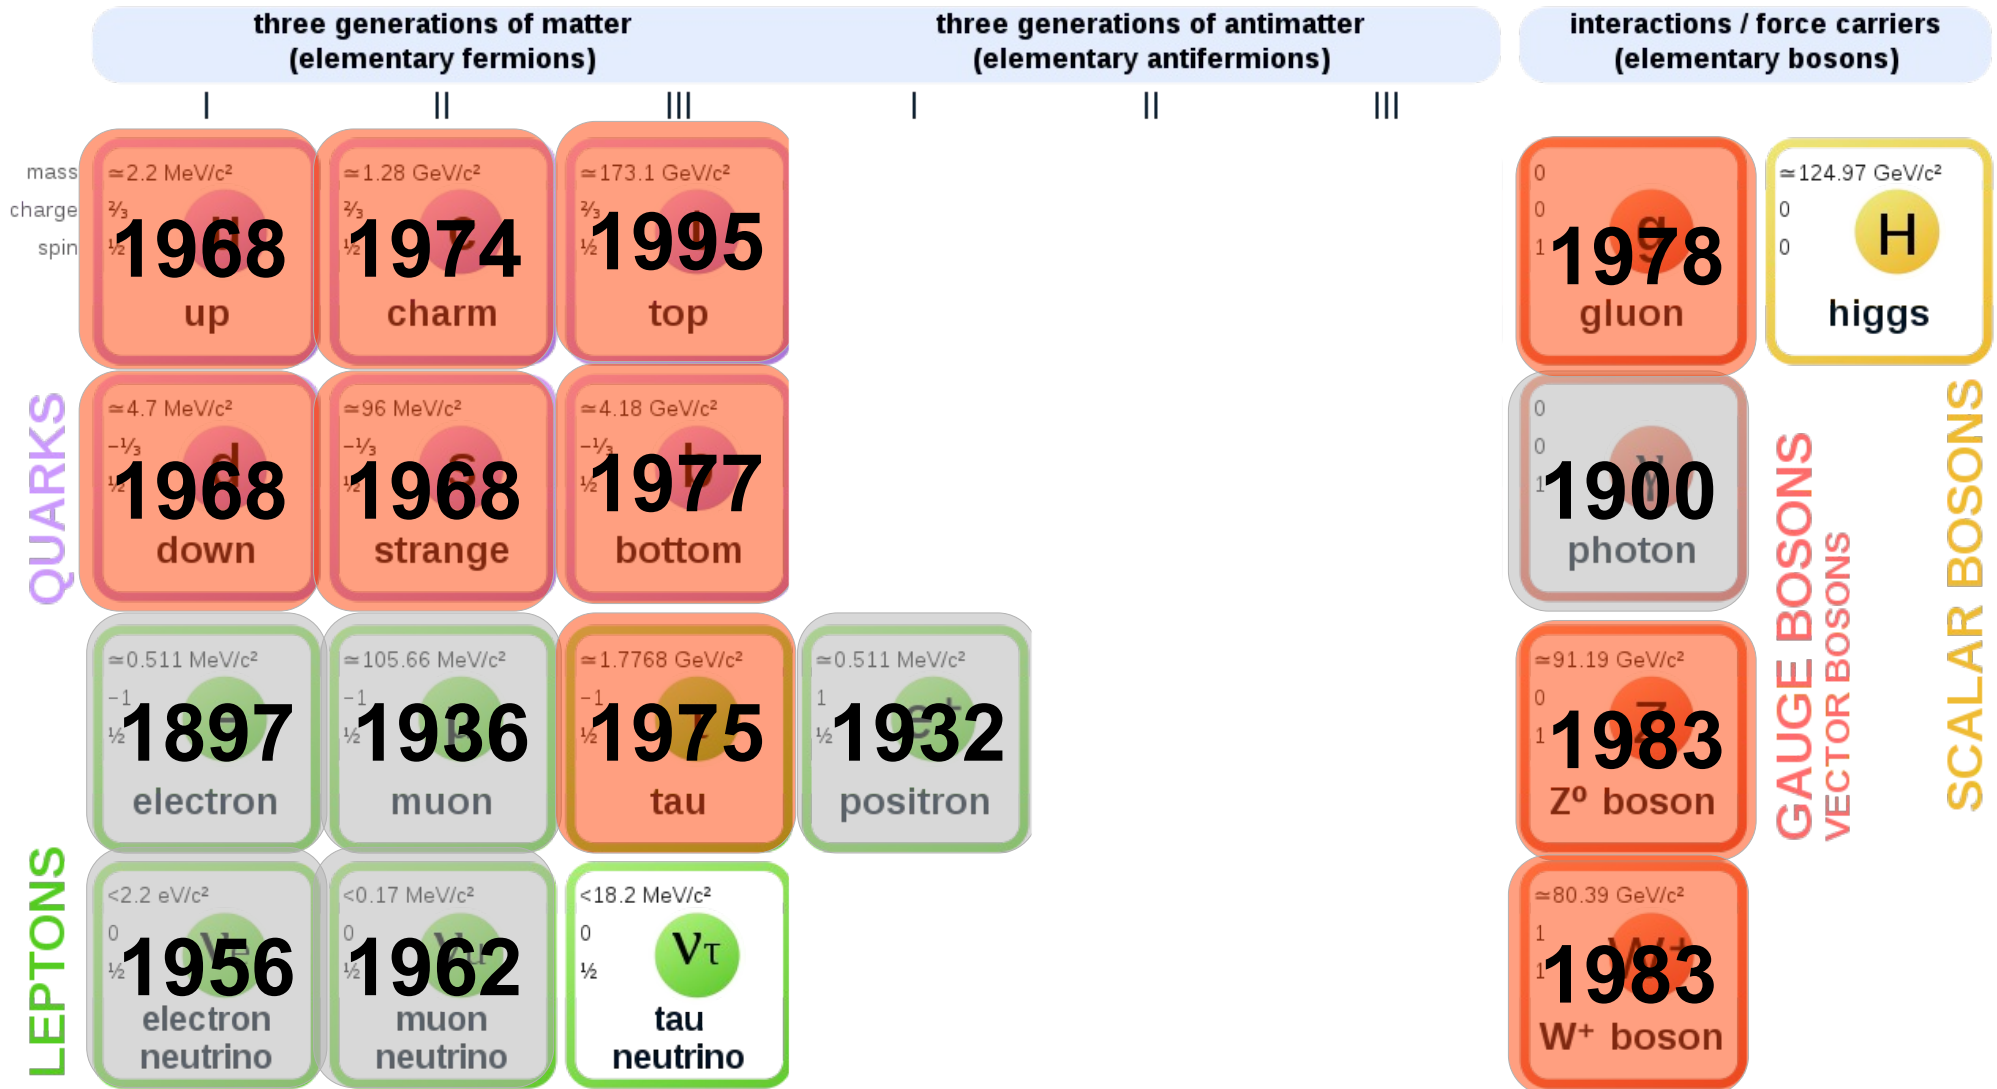 three generations of matter
(elementary fermions)
three generations of antimatter
(elementary antifermions)
interactions / force carriers
(elementary bosons)
I
II
III
I
II
III
mass
charge
spin
≃2.2 MeV/c²
⅔
½
1968
up
≃1.28 GeV/c²
⅔
½
1974
c
charm
≃173.1 GeV/c²
⅔
½
1995
top
0
0
1
g
1978
gluon
≃124.97 GeV/c²
0
0
H
higgs
QUARKS
≃4.7 MeV/c²
−⅓
½
d
1968
down
≃96 MeV/c²
−⅓
½
s
1968
strange
≃4.18 GeV/c²
−⅓
½
b
1977
bottom
0
0
1
γ
1900
photon
GAUGE BOSONS
VECTOR BOSONS
SCALAR BOSONS
LEPTONS
≃0.511 MeV/c²
−1
½
1897
electron
≃105.66 MeV/c²
−1
½
1936
muon
≃1.7768 GeV/c²
−1
½
1975
tau
≃0.511 MeV/c²
1
½
e⁺
1932
positron
≃91.19 GeV/c²
0
1
Z
1983
Z⁰ boson
<2.2 eV/c²
0
½
νe
1956
electron
neutrino
<0.17 MeV/c²
0
½
νμ
1962
muon
neutrino
<18.2 MeV/c²
0
½
ντ
tau
neutrino
≃80.39 GeV/c²
1
1
W⁺
1983
W⁺ boson